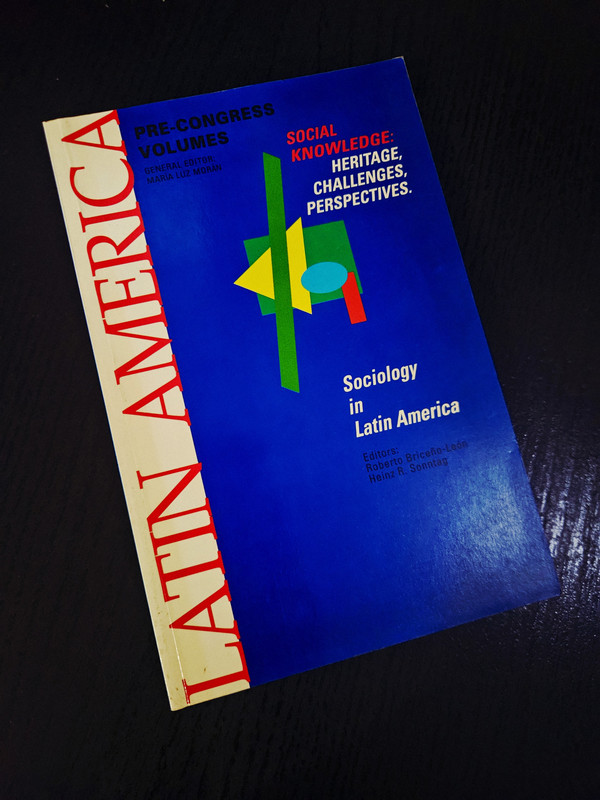 LATIN AMERICA
PRE-CONGRESS
VOLUMES
GENERAL EDITOR:
MARÍA LUZ MORÁN
SOCIAL
KNOWLEDGE:
HERITAGE,
CHALLENGES,
PERSPECTIVES.
Sociology
in
Latin America
Editors:
Roberto Briceño-León
Heinz R. Sonntag